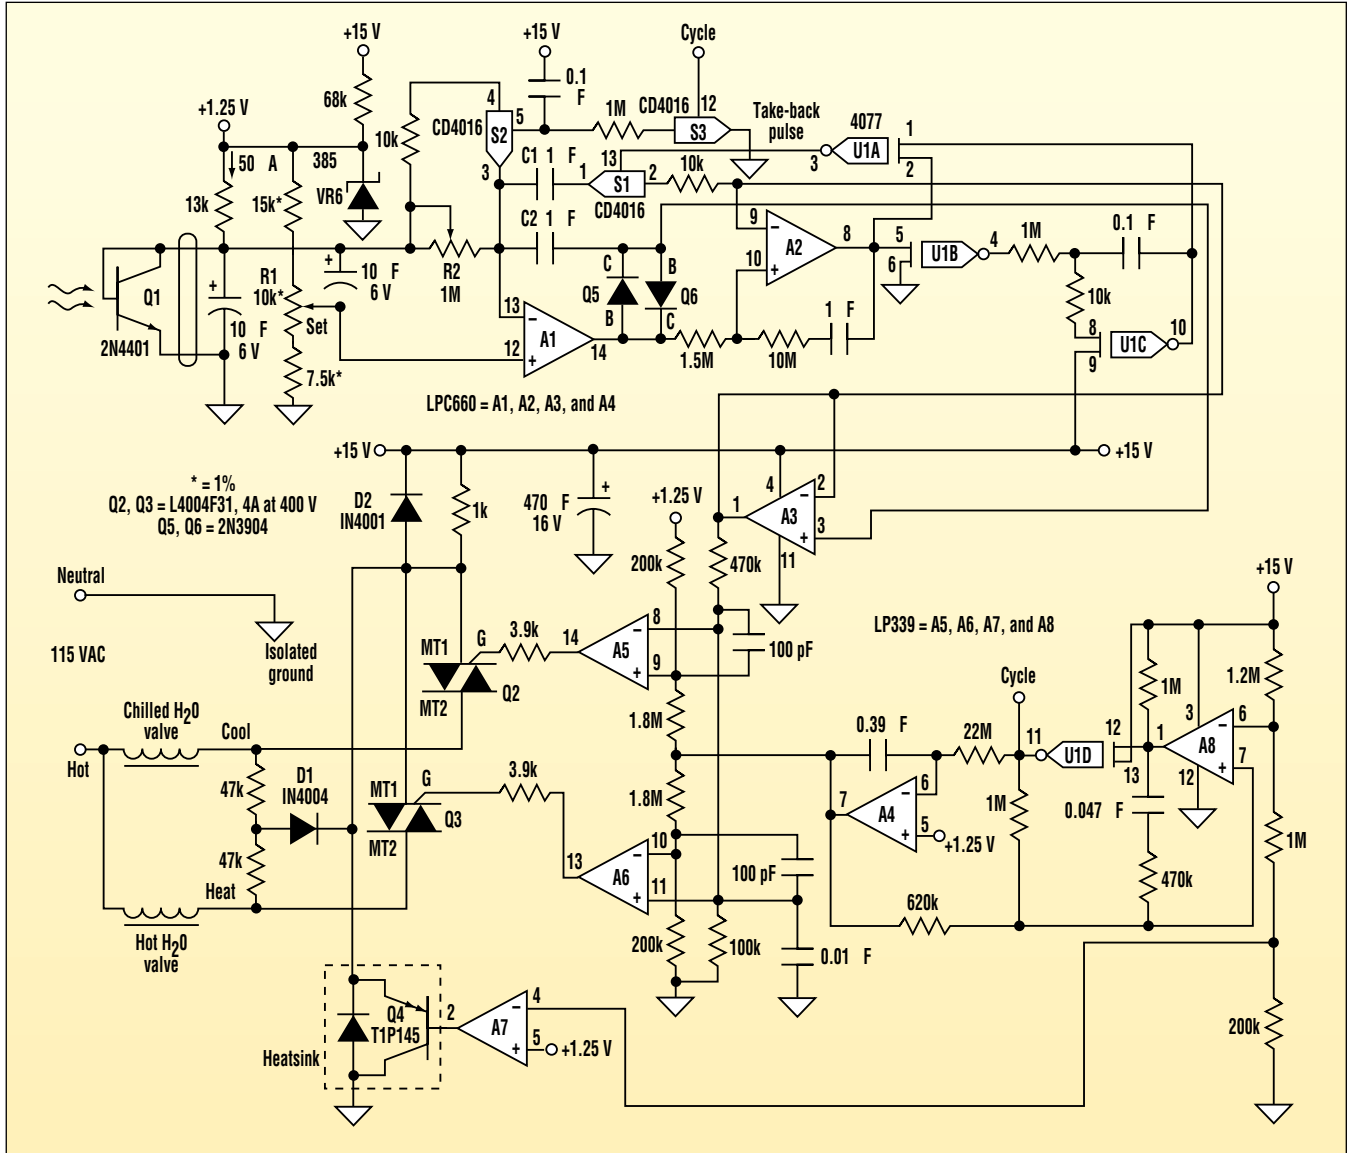 +15 V
+15 V
Cycle
68k
0.1
F
+1.25 V
4
5
CD4016
S2
1M
CD4016
12
S3
Take-back
pulse
4077
1
U1A
3
2
50 A
385
10k
C1 1 F
13
1
S1
2
10k
3
CD4016
13k
15k*
VR6
C2 1 F
9
–
A2
8
10
+
5
6
U1B
4
1M
0.1 F
Q1
2N4401
+
10 F
6 V
R1
10k*
Set
+
10 F
6 V
R2
1M
C
Q5
B
B
Q6
C
10k
8
U1C
10
9
13
–
A1
14
12
+
1.5M
10M
1 F
7.5k*
LPC660 = A1, A2, A3, and A4
+15 V
+15 V
* = 1%
Q2, Q3 = L4004F31, 4A at 400 V
Q5, Q6 = 2N3904
D2
IN4001
1k
470 F
16 V
+
+1.25 V
4
–
2
1
A3
3
+
11
200k
470k
Neutral
+15 V
Isolated
ground
115 VAC
LP339 = A5, A6, A7, and A8
MT1
G
3.9k
14
A5
–
8
+
9
100 pF
MT2
Q2
Cycle
1M
1.2M
Chilled H2O
valve
Cool
Hot
1.8M
0.39 F
22M
11
U1D
12
13
1
3
–
6
A8
7
+
12
47k
D1
IN4004
MT1
G
3.9k
Q3
MT2
1.8M
7
A4
–
6
+
5
+1.25 V
1M
0.047 F
1M
47k
Heat
13
A6
–
10
+
11
100 pF
470k
Hot H2O
valve
620k
200k
100k
0.01 F
Q4
T1P145
2
A7
–
4
+
5
+1.25 V
200k
Heatsink